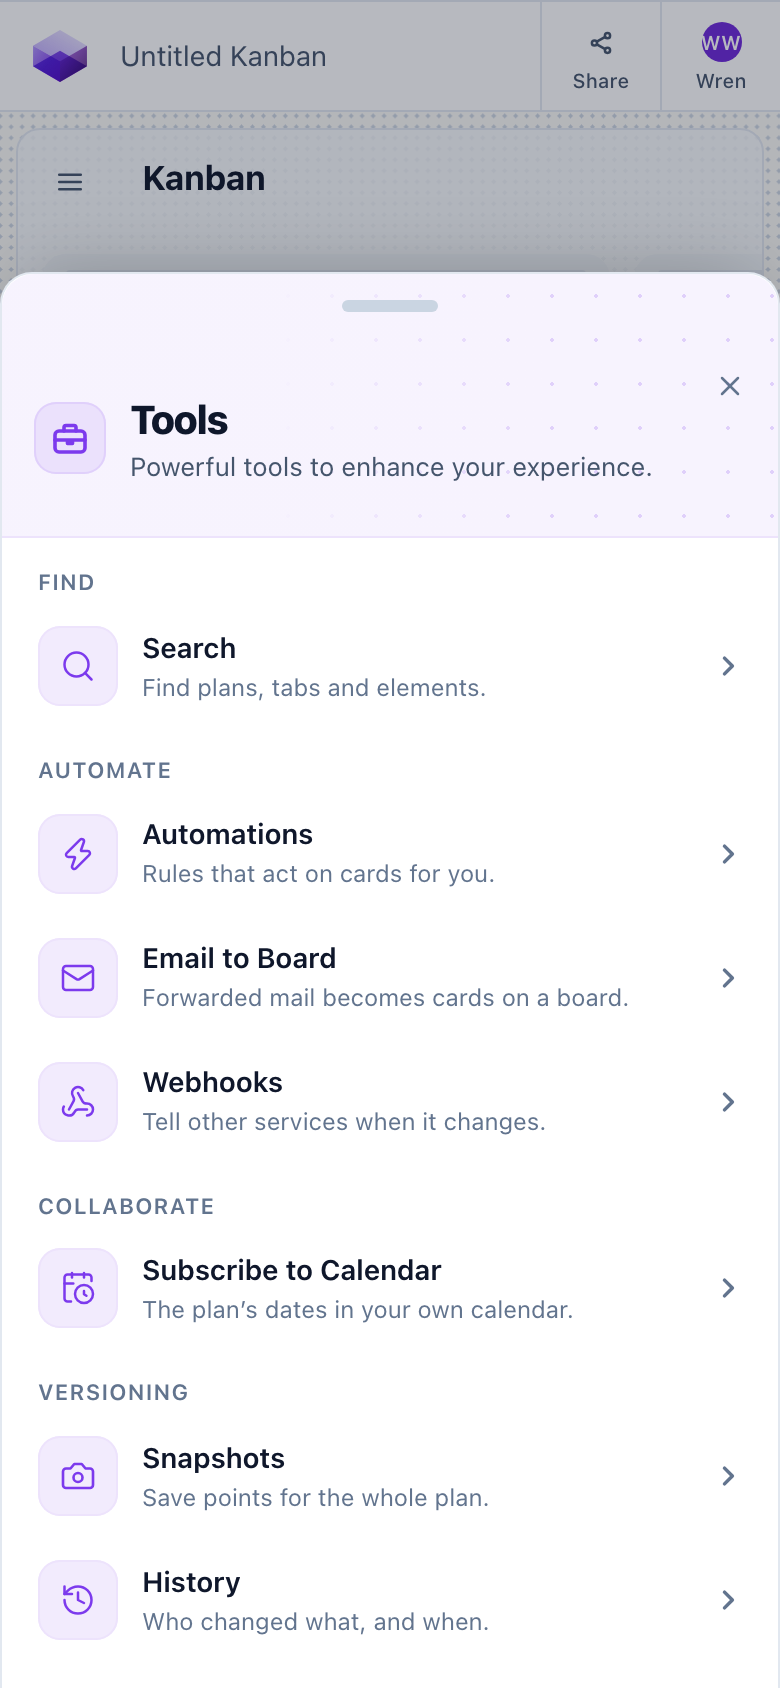 Untitled Kanban
Share
WW
Wren
Kanban
Tools
Powerful tools to enhance your experience.
FIND
Search
Find plans, tabs and elements.
AUTOMATE
Automations
Rules that act on cards for you.
Email to Board
Forwarded mail becomes cards on a board.
Webhooks
Tell other services when it changes.
COLLABORATE
Subscribe to Calendar
The plan’s dates in your own calendar.
VERSIONING
Snapshots
Save points for the whole plan.
History
Who changed what, and when.